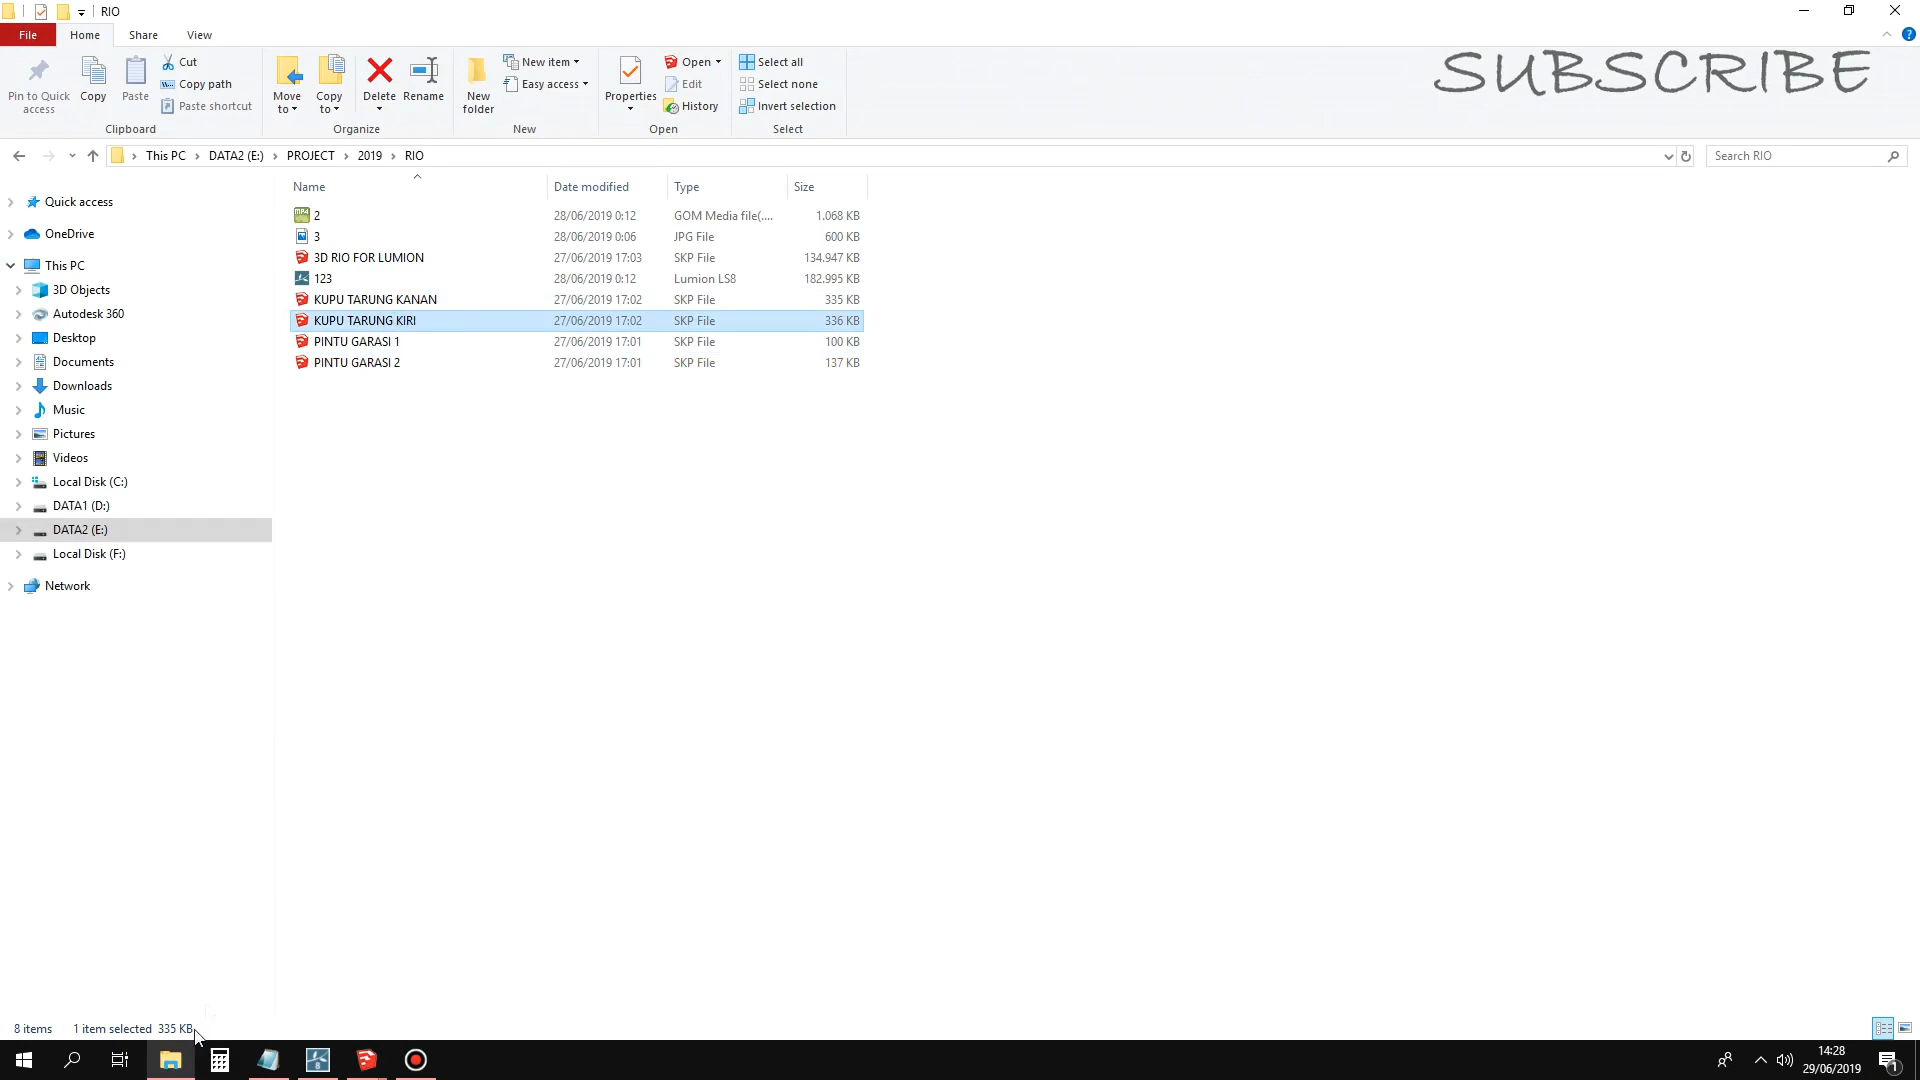 RIO
File Home Share View
SUBSCRIBE
Pin to Quick access
Copy
Paste
Cut
Copy path
Paste shortcut
Clipboard
Move to
Copy to
Delete
Rename
Organize
New folder
New item
Easy access
New
Properties
Open
Edit
History
Open
Select all
Select none
Invert selection
Select
This PC DATA2 (E:) PROJECT 2019 RIO
Search RIO
Quick access
OneDrive
This PC
3D Objects
Autodesk 360
Desktop
Documents
Downloads
Music
Pictures
Videos
Local Disk (C:)
DATA1 (D:)
DATA2 (E:)
Local Disk (F:)
Network
Name Date modified Type Size
2 28/06/2019 0:12 GOM Media file(.... 1.068 KB
3 28/06/2019 0:06 JPG File 600 KB
3D RIO FOR LUMION 27/06/2019 17:03 SKP File 134.947 KB
123 28/06/2019 0:12 Lumion LS8 182.995 KB
KUPU TARUNG KANAN 27/06/2019 17:02 SKP File 335 KB
KUPU TARUNG KIRI 27/06/2019 17:02 SKP File 336 KB
PINTU GARASI 1 27/06/2019 17:01 SKP File 100 KB
PINTU GARASI 2 27/06/2019 17:01 SKP File 137 KB
8 items 1 item selected 335 KB
14:28
29/06/2019
1